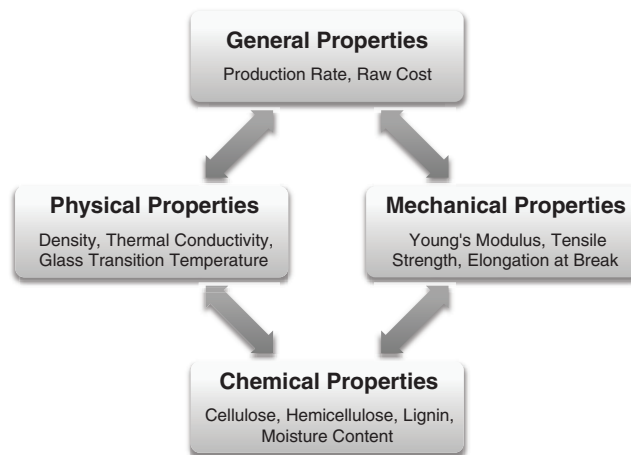 General Properties
Production Rate, Raw Cost
Physical Properties
Density, Thermal Conductivity,
Glass Transition Temperature
Mechanical Properties
Young's Modulus, Tensile
Strength, Elongation at Break
Chemical Properties
Cellulose, Hemicellulose, Lignin,
Moisture Content